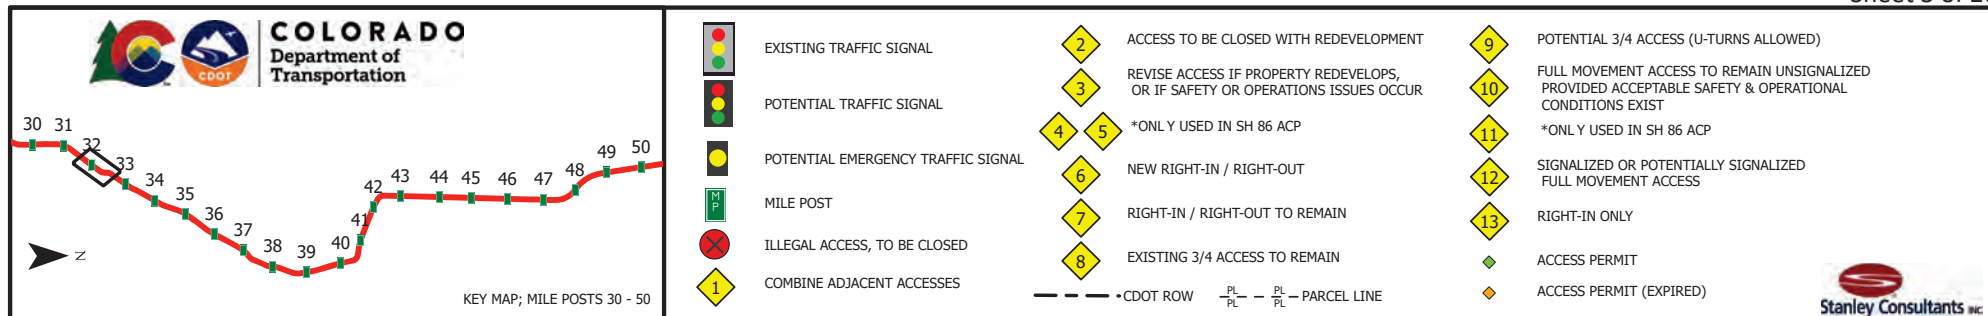 COLORADO
Department of
Transportation
CDOT
30 31 32 33 34 35 36 37 38 39 40 41 42 43 44 45 46 47 48 49 50
N
KEY MAP; MILE POSTS 30 - 50
EXISTING TRAFFIC SIGNAL
POTENTIAL TRAFFIC SIGNAL
POTENTIAL EMERGENCY TRAFFIC SIGNAL
MP
MILE POST
ILLEGAL ACCESS, TO BE CLOSED
1 COMBINE ADJACENT ACCESSES
2 ACCESS TO BE CLOSED WITH REDEVELOPMENT
3 REVISE ACCESS IF PROPERTY REDEVELOPS,
OR IF SAFETY OR OPERATIONS ISSUES OCCUR
4 5 *ONLY USED IN SH 86 ACP
6 NEW RIGHT-IN / RIGHT-OUT
7 RIGHT-IN / RIGHT-OUT TO REMAIN
8 EXISTING 3/4 ACCESS TO REMAIN
CDOT ROW
PL PL
PL PL
PARCEL LINE
9 POTENTIAL 3/4 ACCESS (U-TURNS ALLOWED)
10 FULL MOVEMENT ACCESS TO REMAIN UNSIGNALIZED
PROVIDED ACCEPTABLE SAFETY & OPERATIONAL
CONDITIONS EXIST
11 *ONLY USED IN SH 86 ACP
12 SIGNALIZED OR POTENTIALLY SIGNALIZED
FULL MOVEMENT ACCESS
13 RIGHT-IN ONLY
ACCESS PERMIT
ACCESS PERMIT (EXPIRED)
Stanley Consultants INC